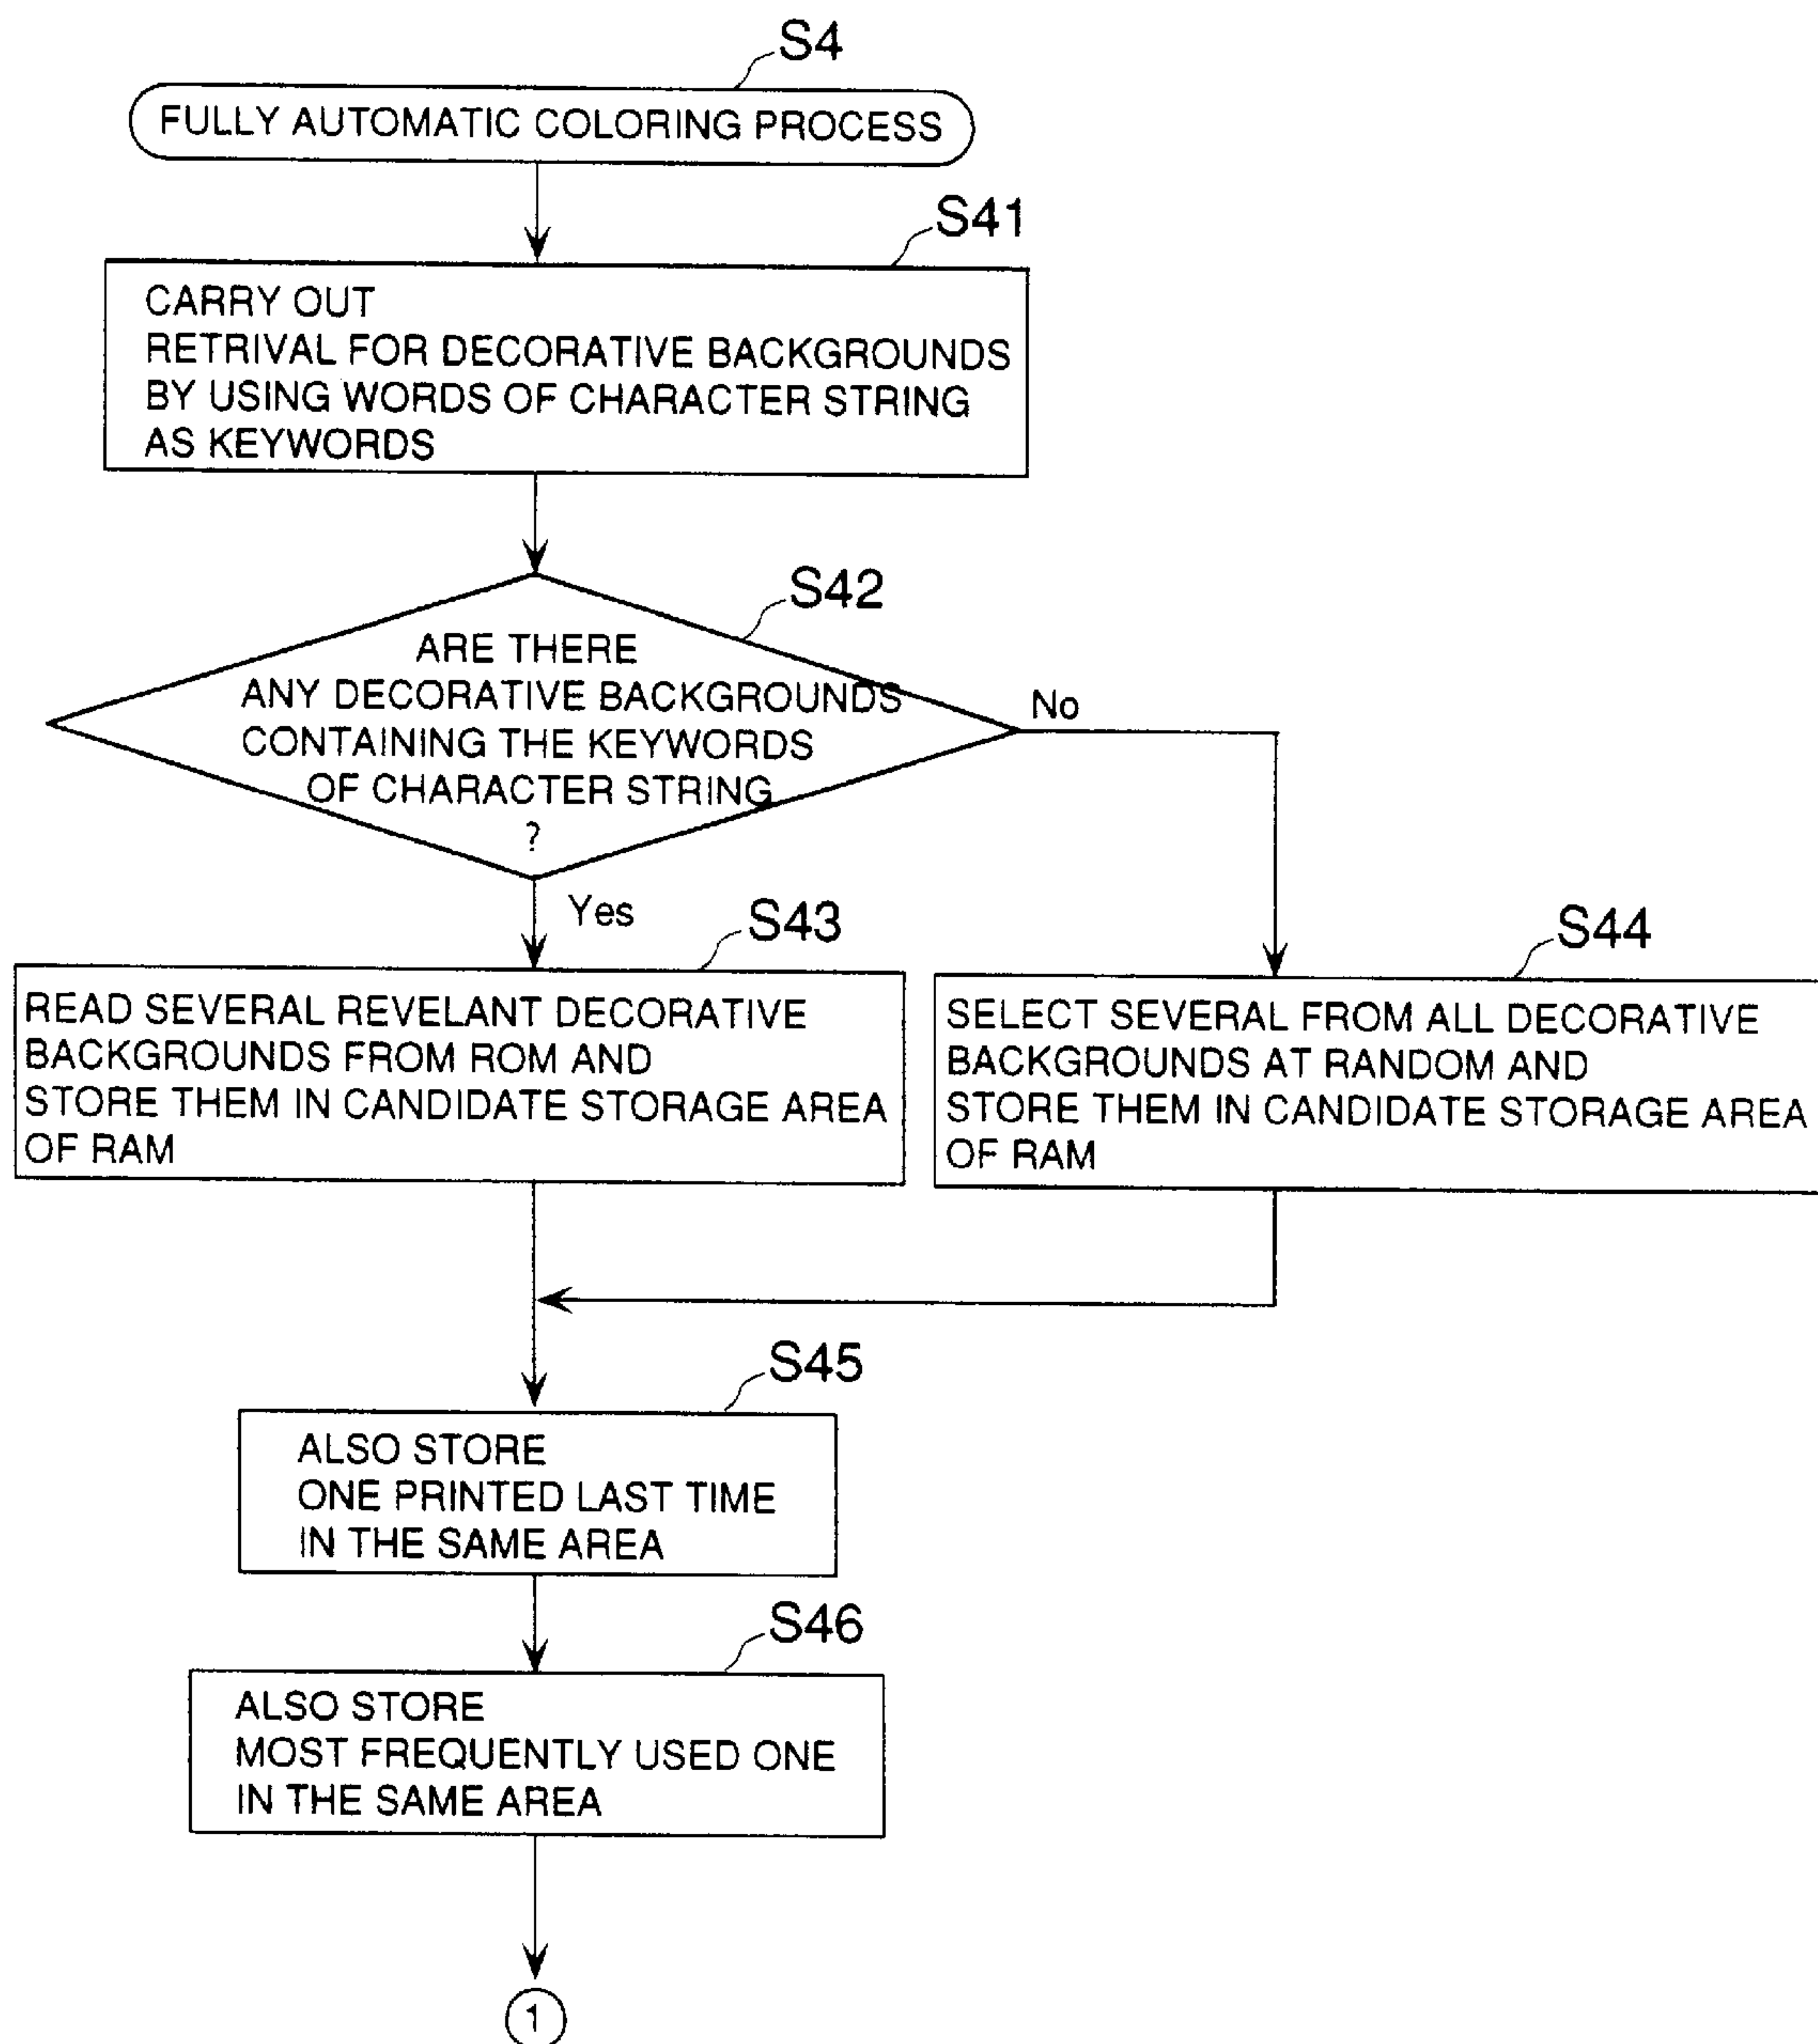 S4
FULLY AUTOMATIC COLORING PROCESS
S41
CARRY OUT
RETRIVAL FOR DECORATIVE BACKGROUNDS
BY USING WORDS OF CHARACTER STRING
AS KEYWORDS
S42
ARE THERE
ANY DECORATIVE BACKGROUNDS
CONTAINING THE KEYWORDS
OF CHARACTER STRING
?
No
Yes
S43
READ SEVERAL REVELANT DECORATIVE
BACKGROUNDS FROM ROM AND
STORE THEM IN CANDIDATE STORAGE AREA
OF RAM
S44
SELECT SEVERAL FROM ALL DECORATIVE
BACKGROUNDS AT RANDOM AND
STORE THEM IN CANDIDATE STORAGE AREA
OF RAM
S45
ALSO STORE
ONE PRINTED LAST TIME
IN THE SAME AREA
S46
ALSO STORE
MOST FREQUENTLY USED ONE
IN THE SAME AREA
1